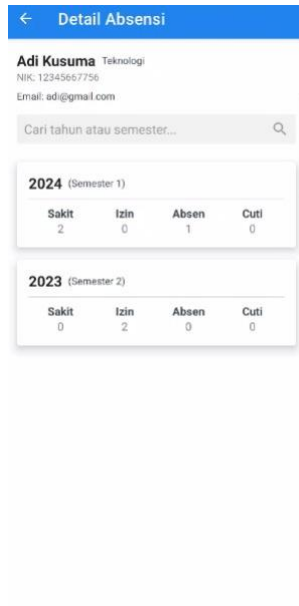 Detail Absensi
Adi Kusuma Teknologi
NIK: 12345667756
Email: adi@gmail.com
Cari tahun atau semester...
2024 (Semester 1)
Sakit Izin Absen Cuti
2 0 1 0
2023 (Semester 2)
Sakit Izin Absen Cuti
0 2 0 0